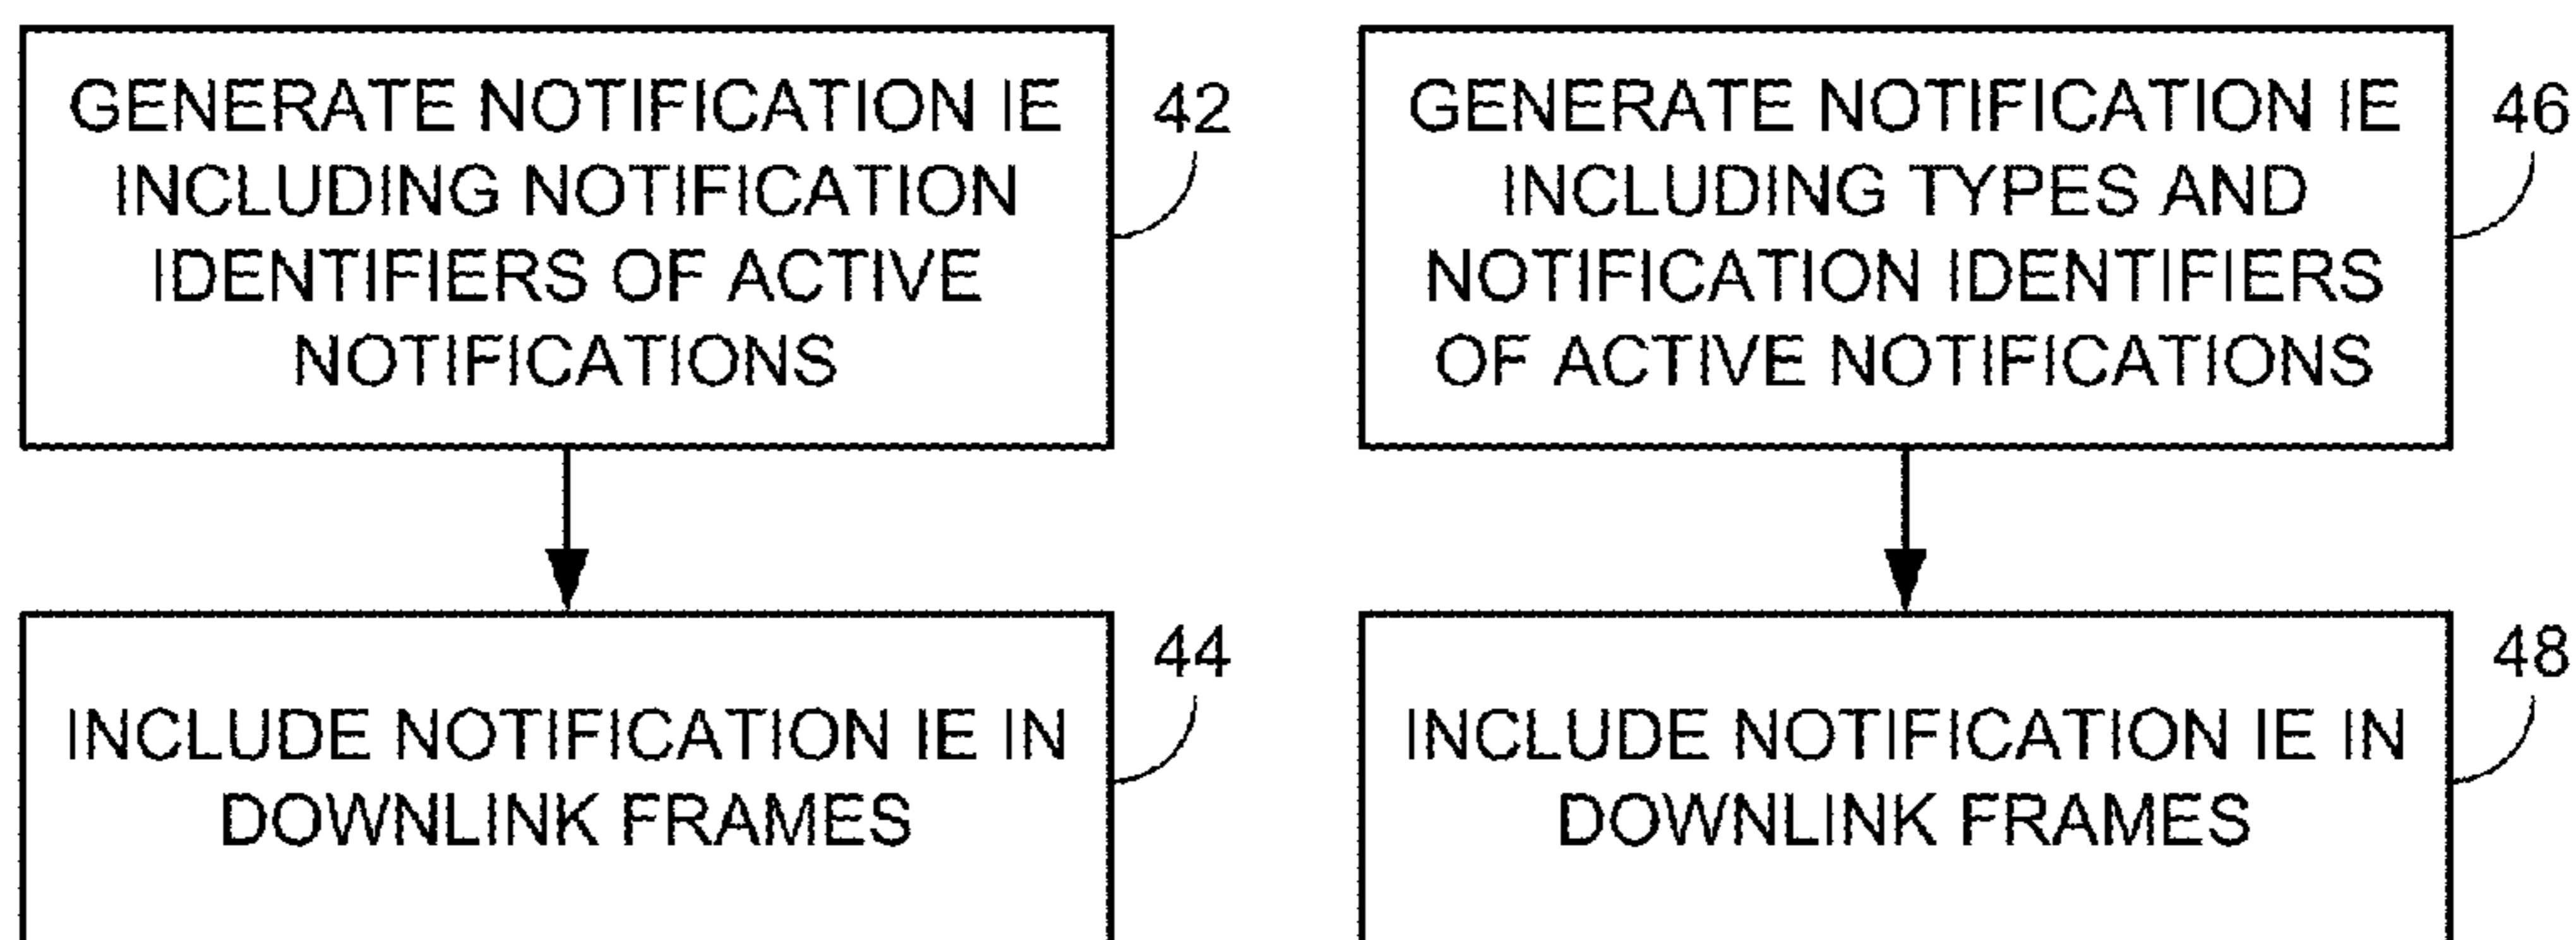 GENERATE NOTIFICATION IE
INCLUDING NOTIFICATION
IDENTIFIERS OF ACTIVE
NOTIFICATIONS
42
INCLUDE NOTIFICATION IE IN
DOWNLINK FRAMES
44
GENERATE NOTIFICATION IE
INCLUDING TYPES AND
NOTIFICATION IDENTIFIERS
OF ACTIVE NOTIFICATIONS
46
INCLUDE NOTIFICATION IE IN
DOWNLINK FRAMES
48